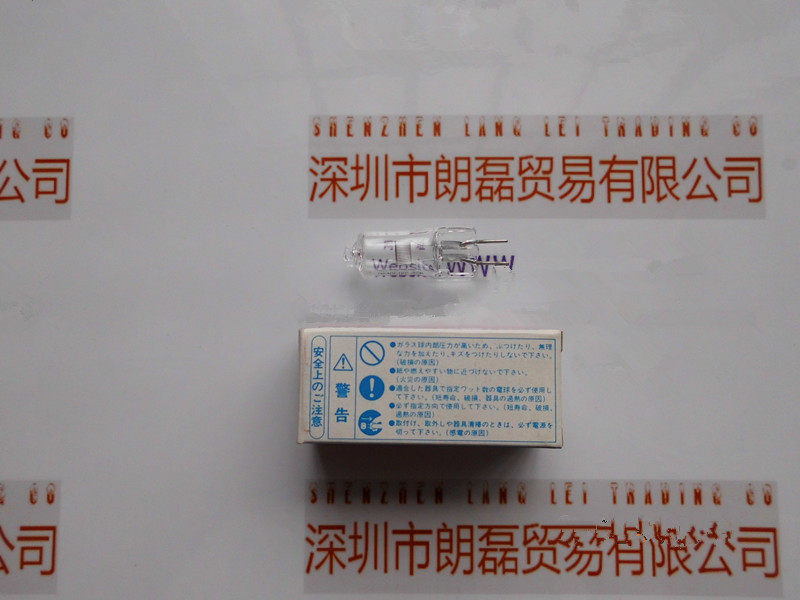 NG CO
SHENZHEN LANG LEI TRADING CO
公司
深圳市朗磊贸易有限公司
Website WWW
安全上のご注意
警告
●ガラス球内部圧力が高いため、ぶつけたり、無理
な力を加えたり、キズをつけたりしないで下さい。
(破損の原因)
●紙や燃えやすい物に近づけないで下さい。
(火災の原因)
●適合した器具で指定ワット数の電球を必ず使用し
て下さい。(短寿命、破損、器具の過熱の原因)
●必ず指定方向で使用して下さい。(短寿命、破損、
過熱の原因)
●取付け、取外しや器具清掃のときは、必ず電源を
切って下さい。(感電の原因)
G CO
SHENZHEN LANG LEI TRADING CO
公司
深圳市朗磊贸易有限公司